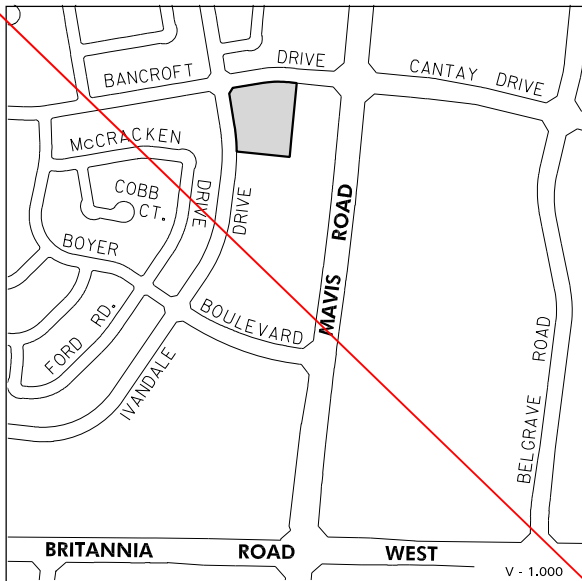 BANCROFT DRIVE
CANTAY DRIVE
McCRACKEN DRIVE
COBB CT.
DRIVE
MAVIS ROAD
BOYER BOULEVARD
FORD RD.
IVANDALE
BELGRAVE ROAD
BRITANNIA ROAD WEST
V - 1.000